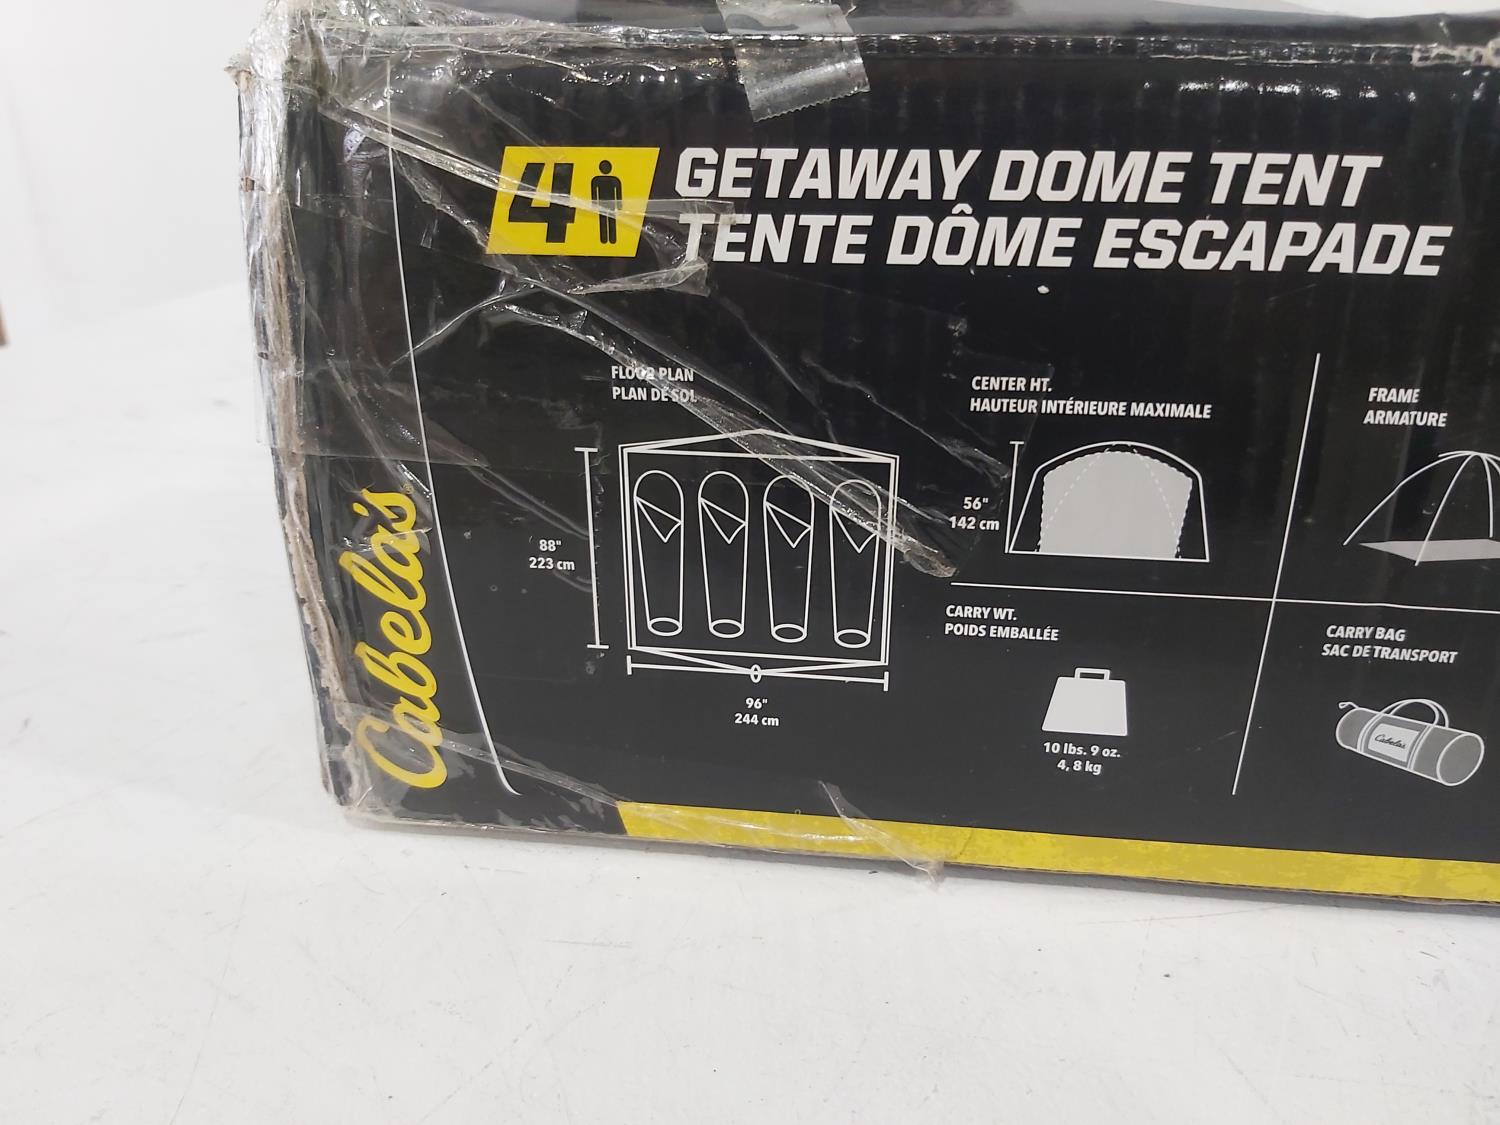 4
GETAWAY DOME TENT
TENTE DÔME ESCAPADE
FLOOR PLAN
PLAN DE SOL
88"
223 cm
96"
244 cm
CENTER HT.
HAUTEUR INTÉRIEURE MAXIMALE
56"
142 cm
CARRY WT.
POIDS EMBALLÉE
10 lbs. 9 oz.
4, 8 kg
FRAME
ARMATURE
CARRY BAG
SAC DE TRANSPORT
Cabela's
Cabela's®